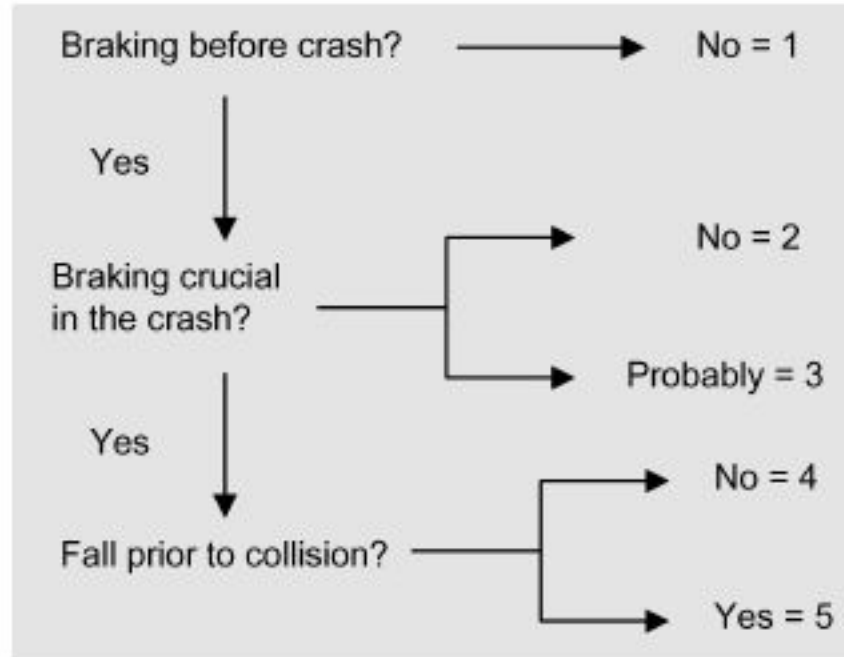 Braking before crash?
No = 1
Yes
No = 2
Braking crucial
in the crash?
Probably = 3
Yes
No = 4
Fall prior to collision?
Yes = 5